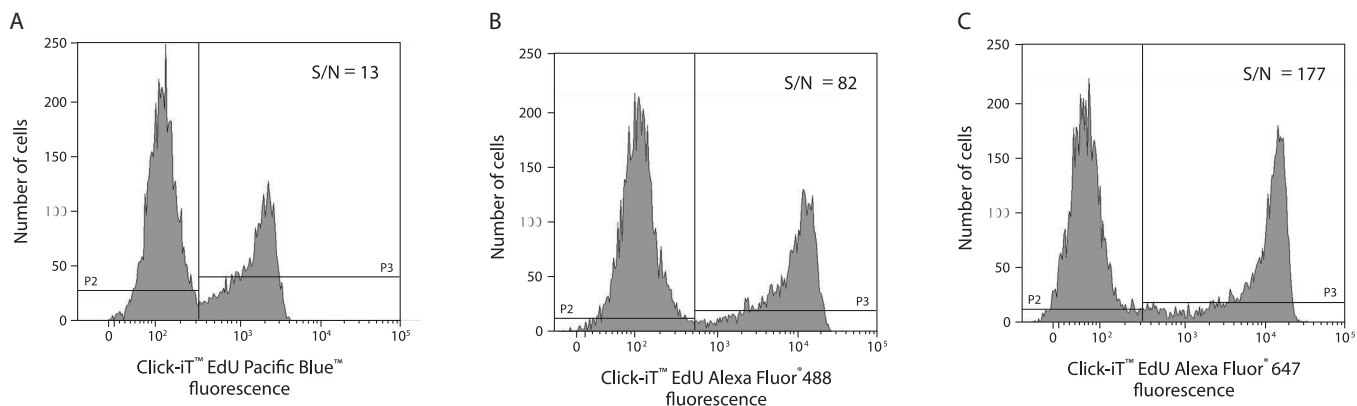 A
250
200
150
100
50
0
Number of cells
S/N = 13
P2
P3
0 10² 10³ 10⁴ 10⁵
Click-iT™ EdU Pacific Blue™
fluorescence
B
250
200
150
100
50
0
Number of cells
S/N = 82
P2
P3
0 10² 10³ 10⁴ 10⁵
Click-iT™ EdU Alexa Fluor® 488
fluorescence
C
250
200
150
100
50
0
Number of cells
S/N = 177
P2
P3
0 10² 10³ 10⁴ 10⁵
Click-iT™ EdU Alexa Fluor® 647
fluorescence